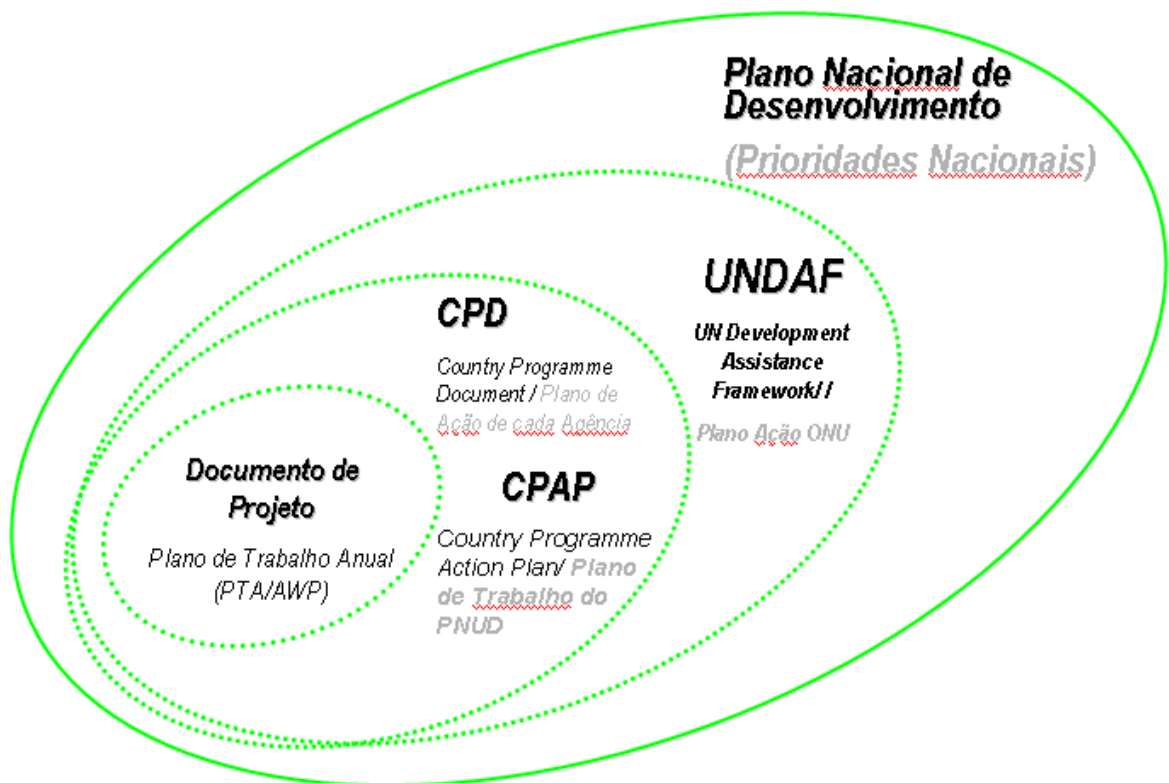 Plano Nacional de
Desenvolvimento
(Prioridades Nacionais)
UNDAF
UN Development
Assistance
Framework//
Plano Ação ONU
CPD
Country Programme
Document / Plano de
Ação de cada Agência
CPAP
Country Programme
Action Plan/ Plano
de Trabalho do
PNUD
Documento de
Projeto
Plano de Trabalho Anual
(PTA/AWP)